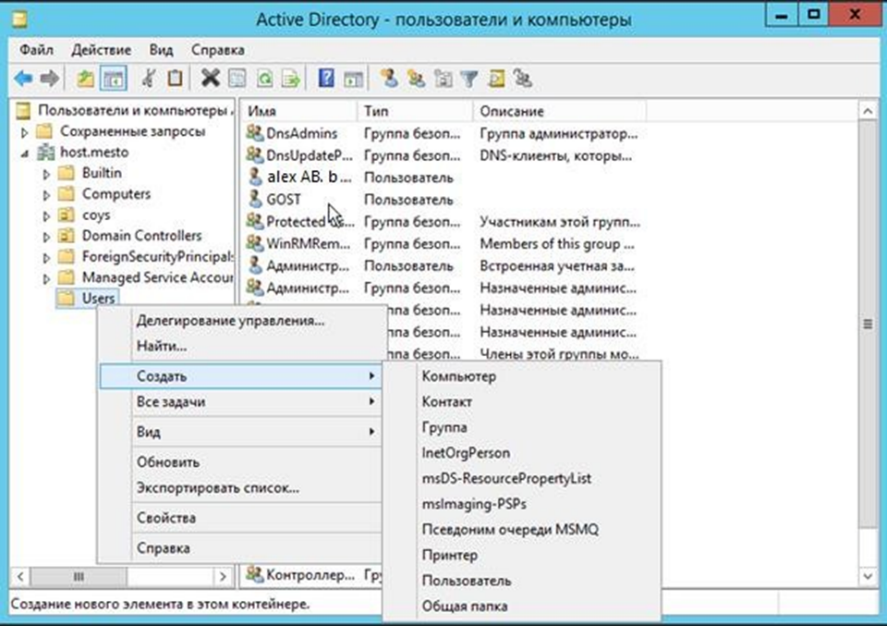 Active Directory - пользователи и компьютеры
Файл Действие Вид Справка
Пользователи и компьютеры
Сохраненные запросы
host.mesto
Builtin
Computers
coys
Domain Controllers
ForeignSecurityPrincipals
Managed Service Accour
Users
Имя Тип Описание
DnsAdmins Группа безоп... Группа администратор...
DnsUpdateP... Группа безоп... DNS-клиенты, которы...
alex AB. b ... Пользователь
GOST Пользователь
Protected Us... Группа безоп... Участникам этой групп...
WinRMRem... Группа безоп... Members of this group ...
Администр... Пользователь Встроенная учетная за...
Администр... Группа безоп... Назначенные админис...
ппа безоп... Назначенные админис...
ппа безоп... Назначенные админис...
ппа безоп... Члены этой группы мо...
Контроллер... Гру
Делегирование управления...
Найти...
Создать
Все задачи
Вид
Обновить
Экспортировать список...
Свойства
Справка
Компьютер
Контакт
Группа
InetOrgPerson
msDS-ResourcePropertyList
msImaging-PSPs
Псевдоним очереди MSMQ
Принтер
Пользователь
Общая папка
Создание нового элемента в этом контейнере.